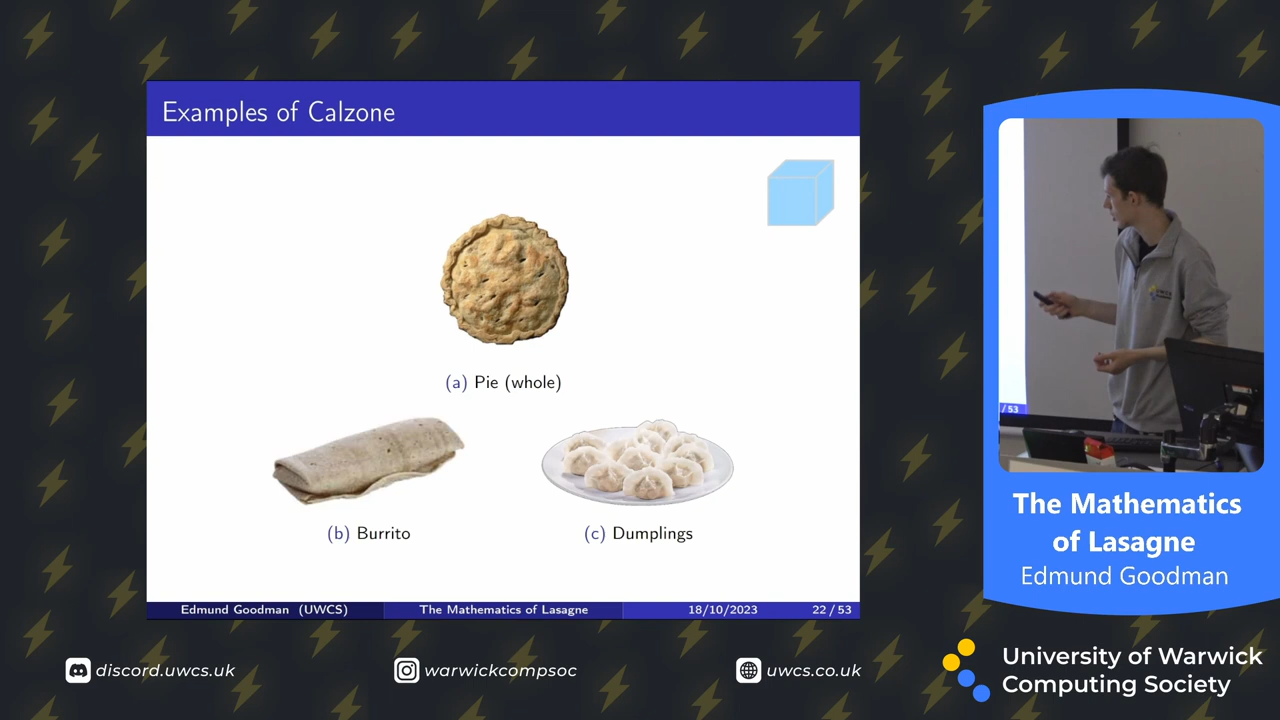 Examples of Calzone
(a) Pie (whole)
(b) Burrito
(c) Dumplings
Edmund Goodman (UWCS)
The Mathematics of Lasagne
18/10/2023
22 / 53
/ 53
The Mathematics
of Lasagne
Edmund Goodman
discord.uwcs.uk
warwickcompsoc
uwcs.co.uk
University of Warwick
Computing Society